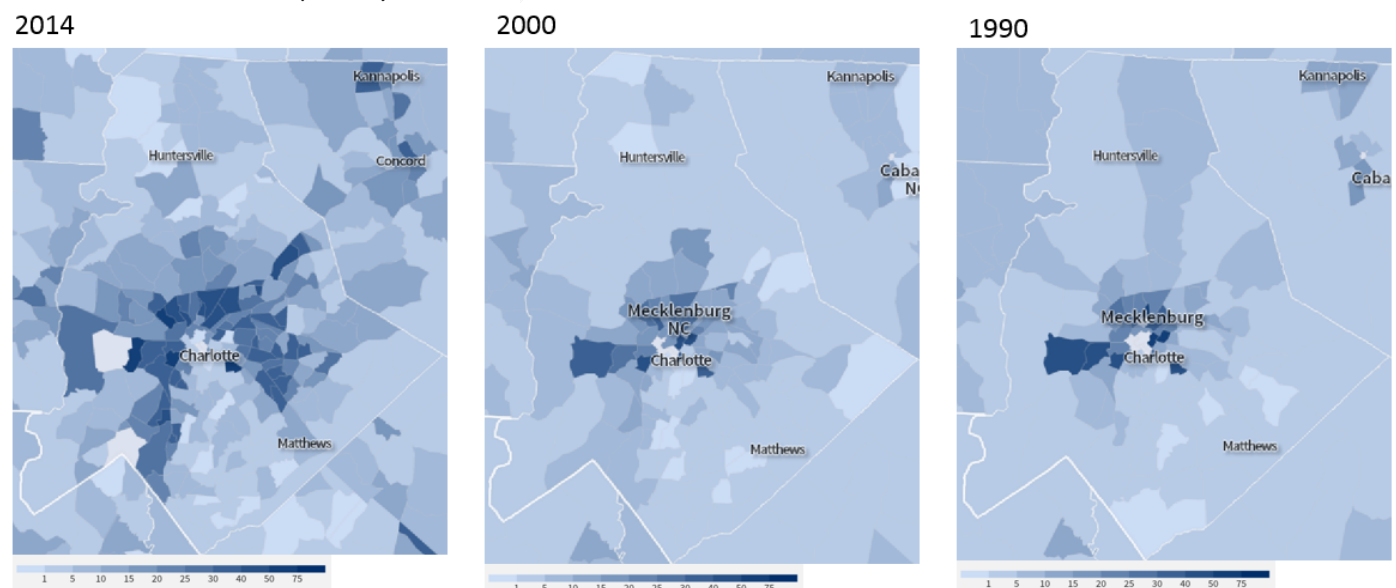 2014
Kannapolis
Huntersville
Concord
Charlotte
Matthews
1 5 10 15 20 25 30 40 50 75
2000
Kannapolis
Huntersville
Caba
N
Mecklenburg
NC
Charlotte
Matthews
1 5 10 15 20 25 30 40 50 75
1990
Kannapolis
Huntersville
Caba
Mecklenburg
Charlotte
Matthews
1 5 10 15 20 25 30 40 50 75